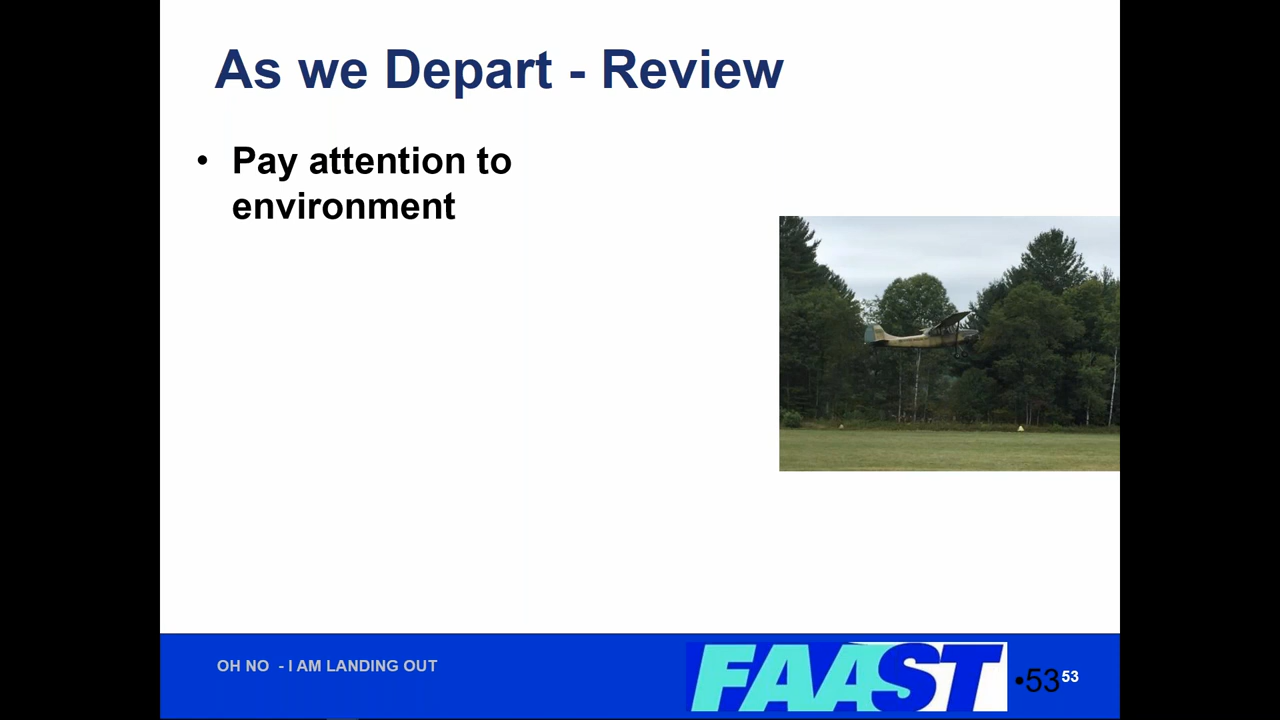 As we Depart - Review
• Pay attention to
environment
OH NO - I AM LANDING OUT
FAAST
•53
53